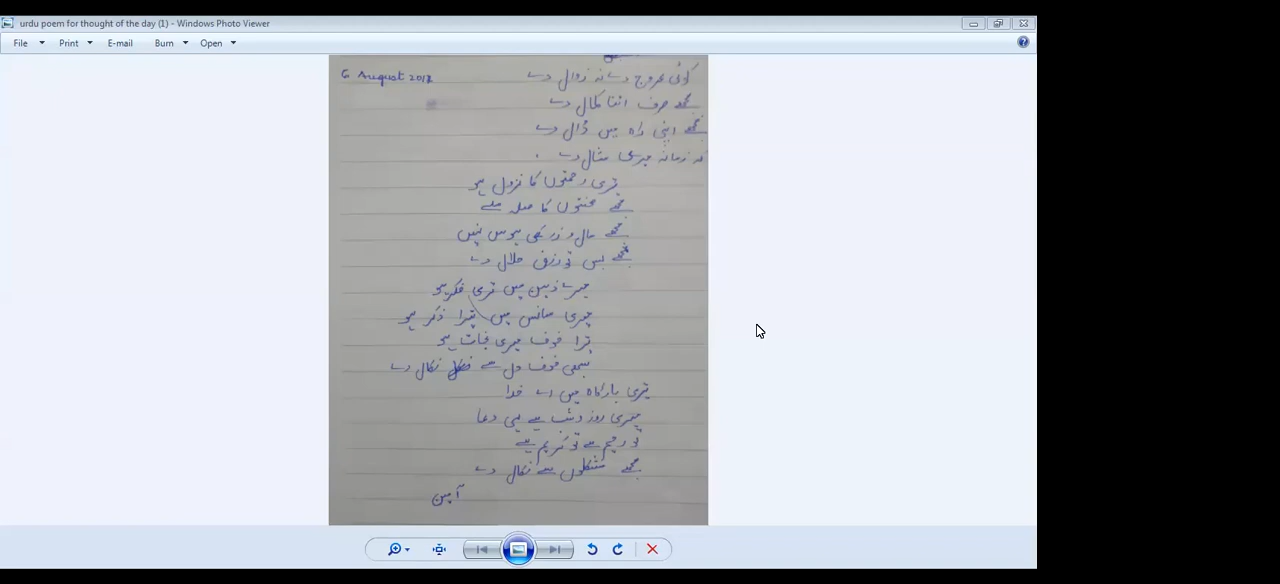 urdu poem for thought of the day (1) - Windows Photo Viewer
File Print E-mail Burn Open
6 August 2018
کوئی عروج دے نہ زوال دے
مجھے صرف اتنا کمال دے
مجھے اپنی راہ میں ڈال دے
کہ زمانہ میری مثال دے
تری رحمتوں کا نزول ہو
مجھے محنتوں کا صلہ ملے
مجھے مال و زر کی ہوس نہیں
مجھے بس تو رزق حلال دے
میرے ذہن میں تری فکر ہو
میری سانس میں تیرا ذکر ہو
ترا خوف میری نجات ہو
سبھی خوف دل سے نکال دے
تیری بارگاہ میں اے خدا
میری روز و شب ہے یہی دعا
تو رحیم ہے تو کریم ہے
مجھے مشکلوں سے نکال دے
آمین